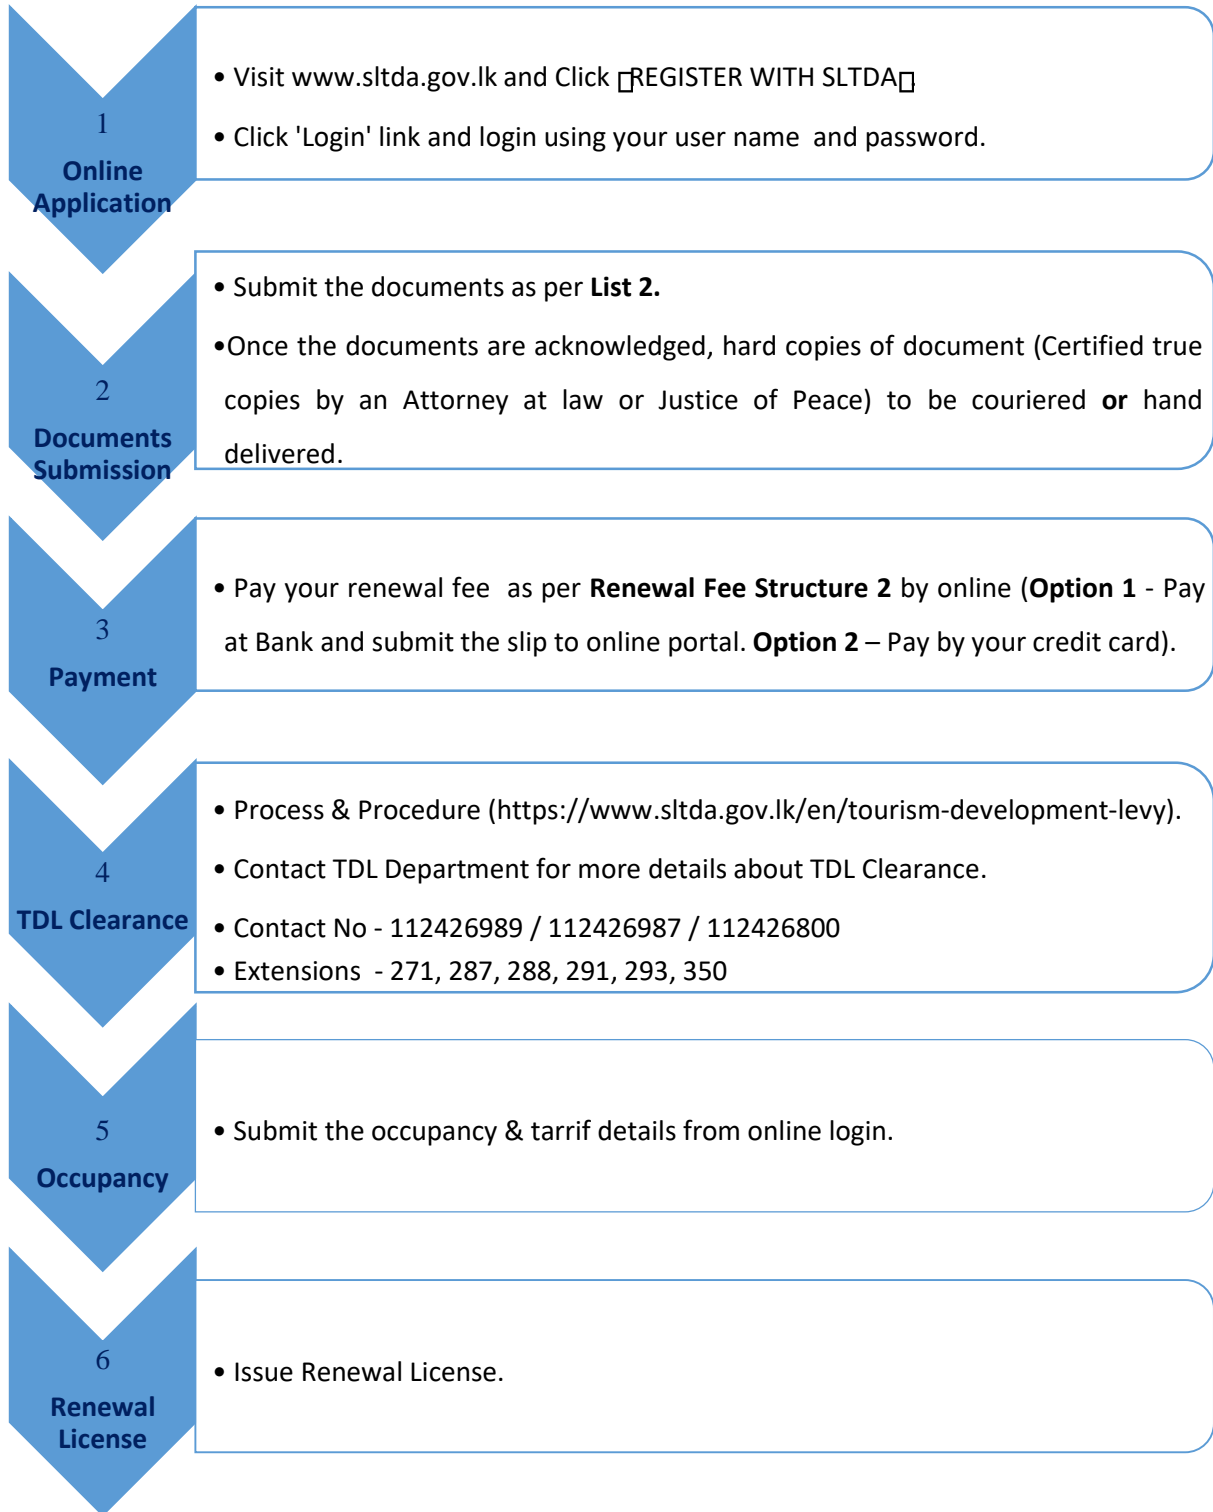 1
Online
Application
• Visit www.sltda.gov.lk and Click □REGISTER WITH SLTDA□
• Click 'Login' link and login using your user name  and password.
2
Documents
Submission
• Submit the documents as per List 2.
•Once the documents are acknowledged, hard copies of document (Certified true
copies by an Attorney at law or Justice of Peace) to be couriered or hand
delivered.
3
Payment
• Pay your renewal fee  as per Renewal Fee Structure 2 by online (Option 1 - Pay
at Bank and submit the slip to online portal. Option 2 – Pay by your credit card).
4
TDL Clearance
• Process & Procedure (https://www.sltda.gov.lk/en/tourism-development-levy).
• Contact TDL Department for more details about TDL Clearance.
• Contact No - 112426989 / 112426987 / 112426800
• Extensions  - 271, 287, 288, 291, 293, 350
5
Occupancy
• Submit the occupancy & tarrif details from online login.
6
Renewal
License
• Issue Renewal License.